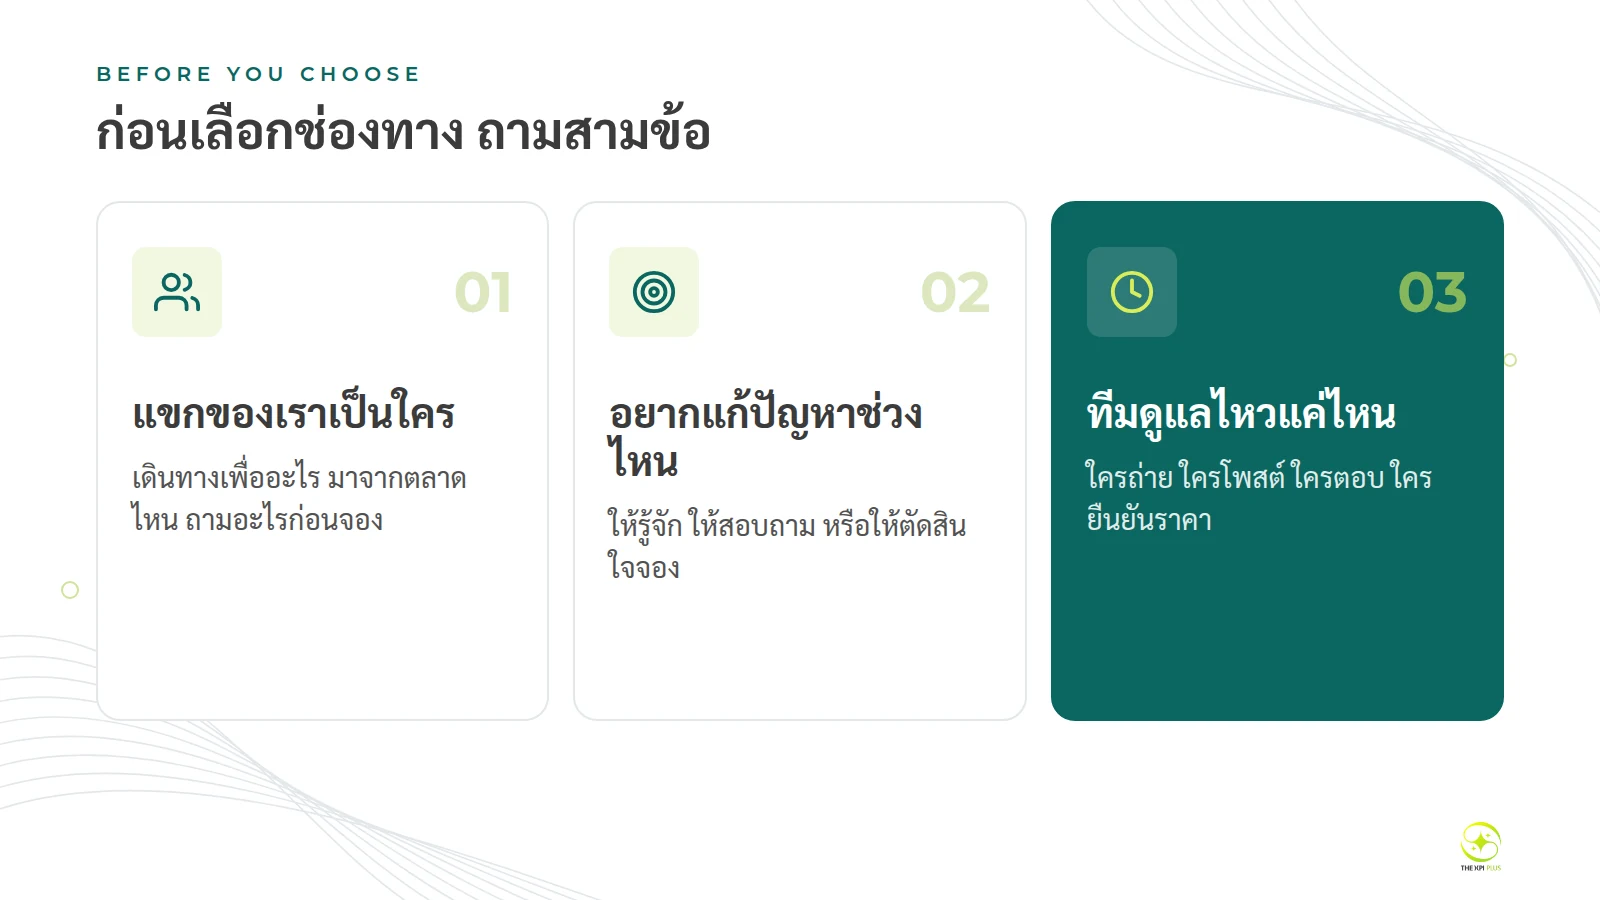 BEFORE YOU CHOOSE
ก่อนเลือกช่องทาง ถามสามข้อ
01
แขกของเราเป็นใคร
เดินทางเพื่ออะไร มาจากตลาด
ไหน ถามอะไรก่อนจอง
02
อยากแก้ปัญหาช่วง
ไหน
ให้รู้จัก ให้สอบถาม หรือให้ตัดสิน
ใจจอง
03
ทีมดูแลไหวแค่ไหน
ใครถ่าย ใครโพสต์ ใครตอบ ใคร
ยืนยันราคา
THE XPI PLUS